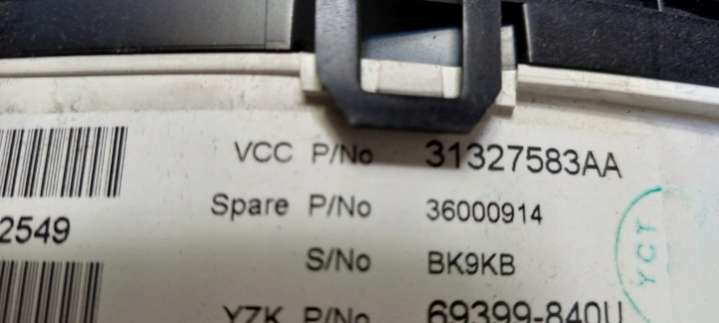 VCC P/No 31327583AA
Spare P/No 36000914
2549
S/No BK9KB
YCT
YZK P/No 69399-840U